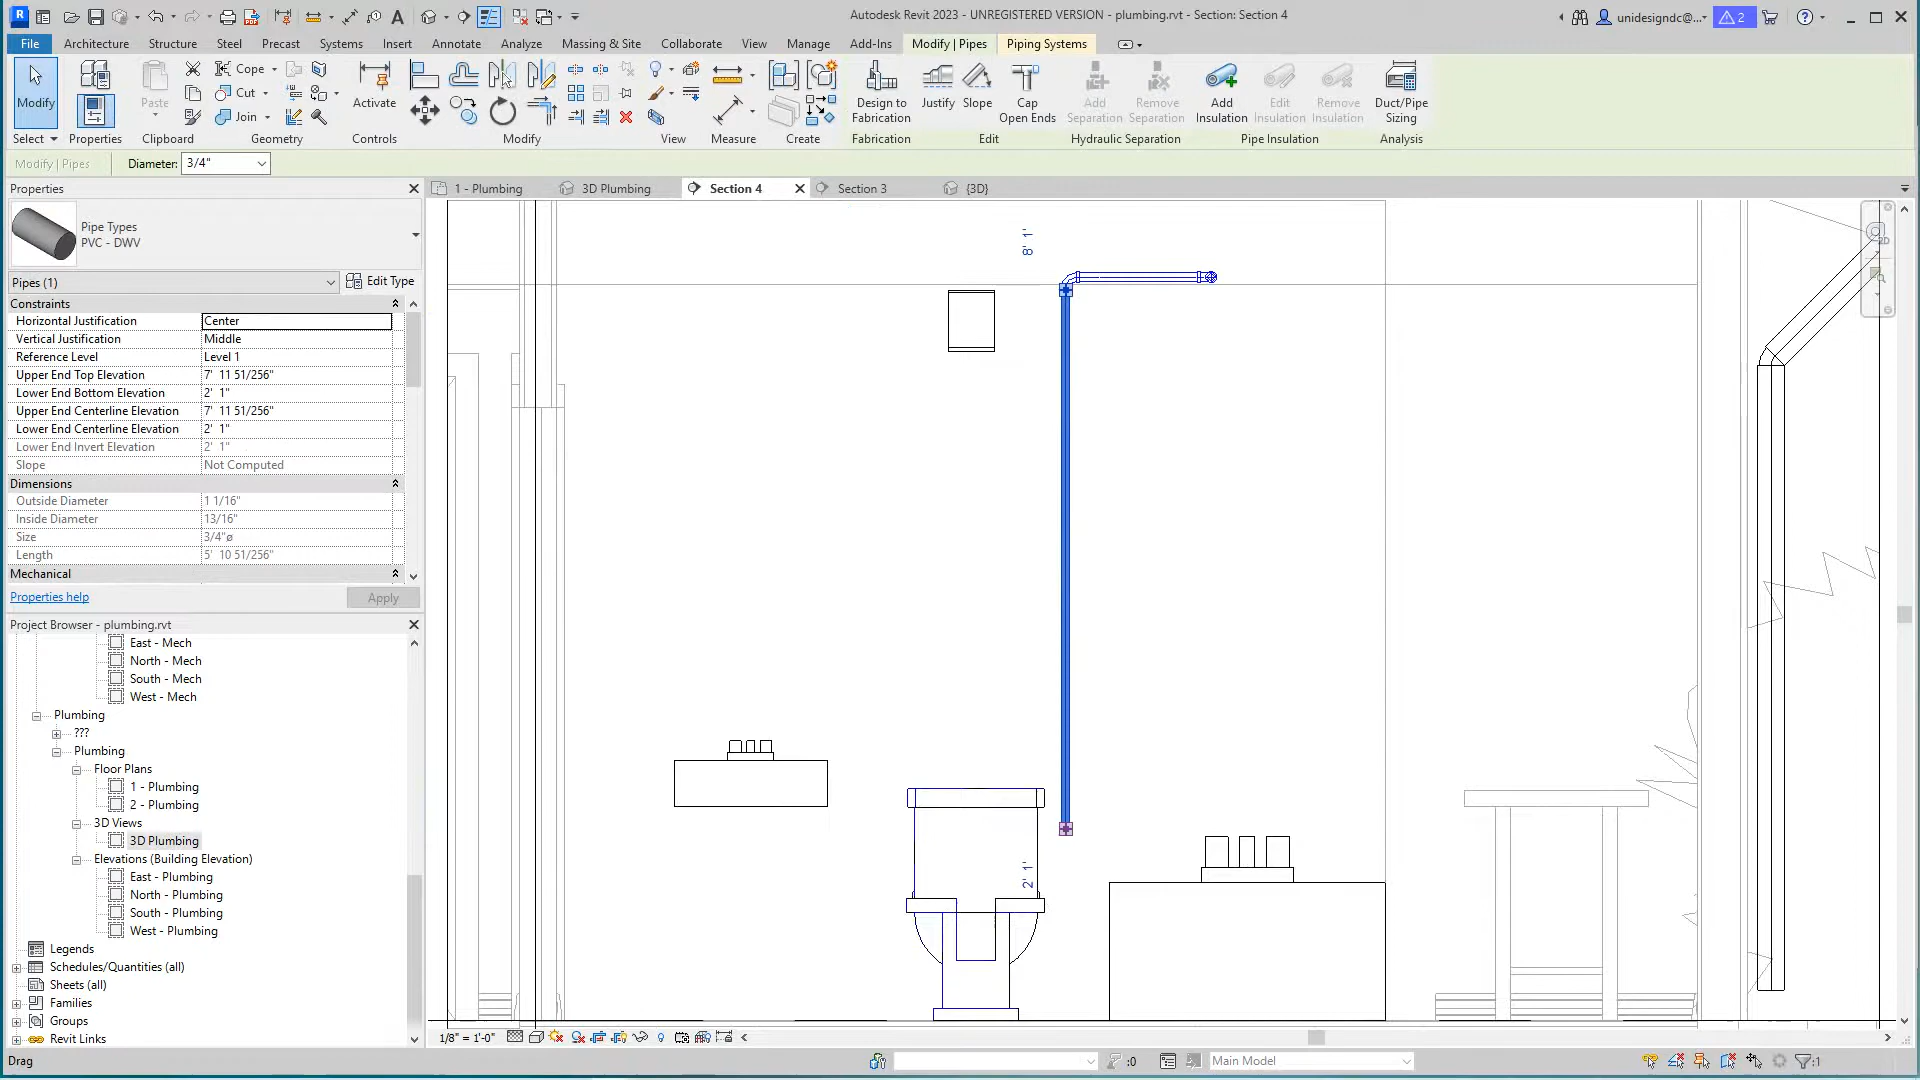 Autodesk Revit 2023 - UNREGISTERED VERSION - plumbing.rvt - Section: Section 4
unidesigndc@...
2
File Architecture Structure Steel Precast Systems Insert Annotate Analyze Massing & Site Collaborate View Manage Add-Ins Modify | Pipes Piping Systems
Modify
Paste
Cope
Cut
Join
Activate
Design to Fabrication
Justify
Slope
Cap Open Ends
Add Separation
Remove Separation
Add Insulation
Edit Insulation
Remove Insulation
Duct/Pipe Sizing
Select Properties Clipboard Geometry Controls Modify View Measure Create Fabrication Edit Hydraulic Separation Pipe Insulation Analysis
Modify | Pipes Diameter: 3/4"
Properties
1 - Plumbing 3D Plumbing Section 4 Section 3 {3D}
Pipe Types
PVC - DWV
Pipes (1) Edit Type
Constraints
Horizontal Justification Center
Vertical Justification Middle
Reference Level Level 1
Upper End Top Elevation 7' 11 51/256"
Lower End Bottom Elevation 2' 1"
Upper End Centerline Elevation 7' 11 51/256"
Lower End Centerline Elevation 2' 1"
Lower End Invert Elevation 2' 1"
Slope Not Computed
Dimensions
Outside Diameter 1 1/16"
Inside Diameter 13/16"
Size 3/4"ø
Length 5' 10 51/256"
Mechanical
Properties help Apply
Project Browser - plumbing.rvt
East - Mech
North - Mech
South - Mech
West - Mech
Plumbing
???
Plumbing
Floor Plans
1 - Plumbing
2 - Plumbing
3D Views
3D Plumbing
Elevations (Building Elevation)
East - Plumbing
North - Plumbing
South - Plumbing
West - Plumbing
Legends
Schedules/Quantities (all)
Sheets (all)
Families
Groups
Revit Links
8' 1'
2' 1'
1/8" = 1'-0"
Drag
:0
Main Model
:1